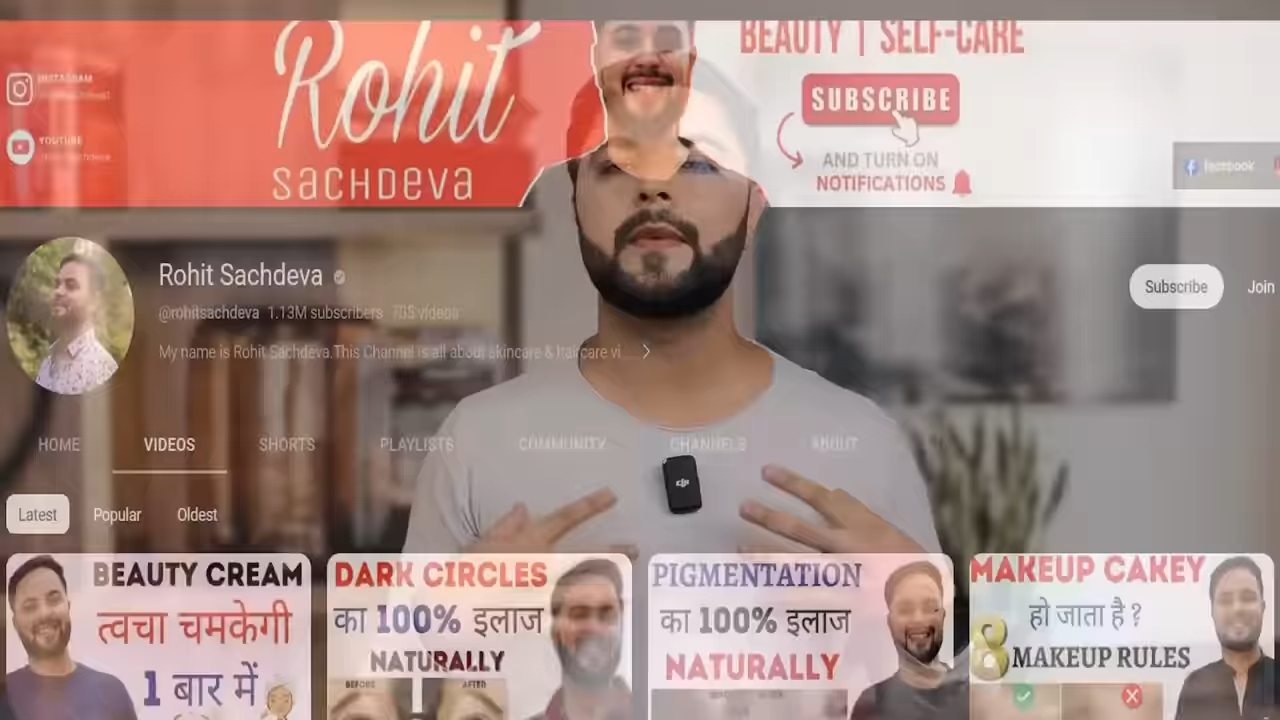 Rohit
SACHDEVA
BEAUTY | SELF-CARE
SUBSCRIBE
AND TURN ON
NOTIFICATIONS
INSTAGRAM
YOUTUBE
facebook
Rohit Sachdeva
@rohitsachdeva 1.13M subscribers 705 videos
My name is Rohit Sachdeva.This Channel is all about skincare & haircare vi...
Subscribe
Join
HOME VIDEOS SHORTS PLAYLISTS COMMUNITY CHANNELS ABOUT
Latest Popular Oldest
BEAUTY CREAM
त्वचा चमकेगी
1 बार में
DARK CIRCLES
का 100% इलाज
NATURALLY
BEFORE AFTER
PIGMENTATION
का 100% इलाज
NATURALLY
MAKEUP CAKEY
हो जाता है ?
8 MAKEUP RULES
dji